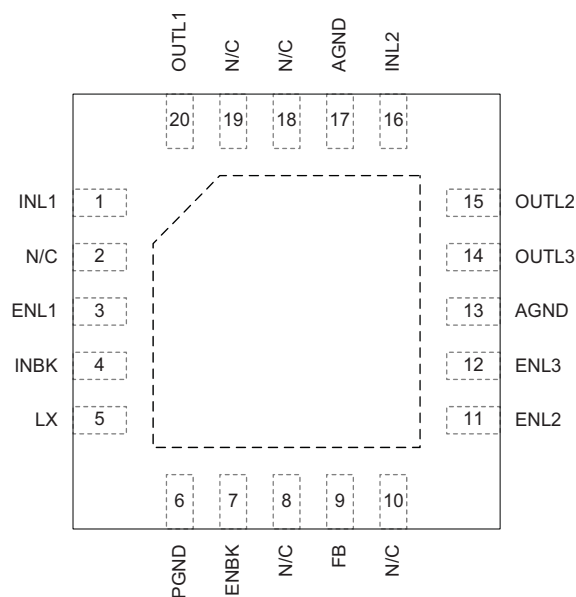 OUTL1 N/C N/C AGND INL2
20 19 18 17 16
INL1 1 15 OUTL2
N/C 2 14 OUTL3
ENL1 3 13 AGND
INBK 4 12 ENL3
LX 5 11 ENL2
6 7 8 9 10
PGND ENBK N/C FB N/C